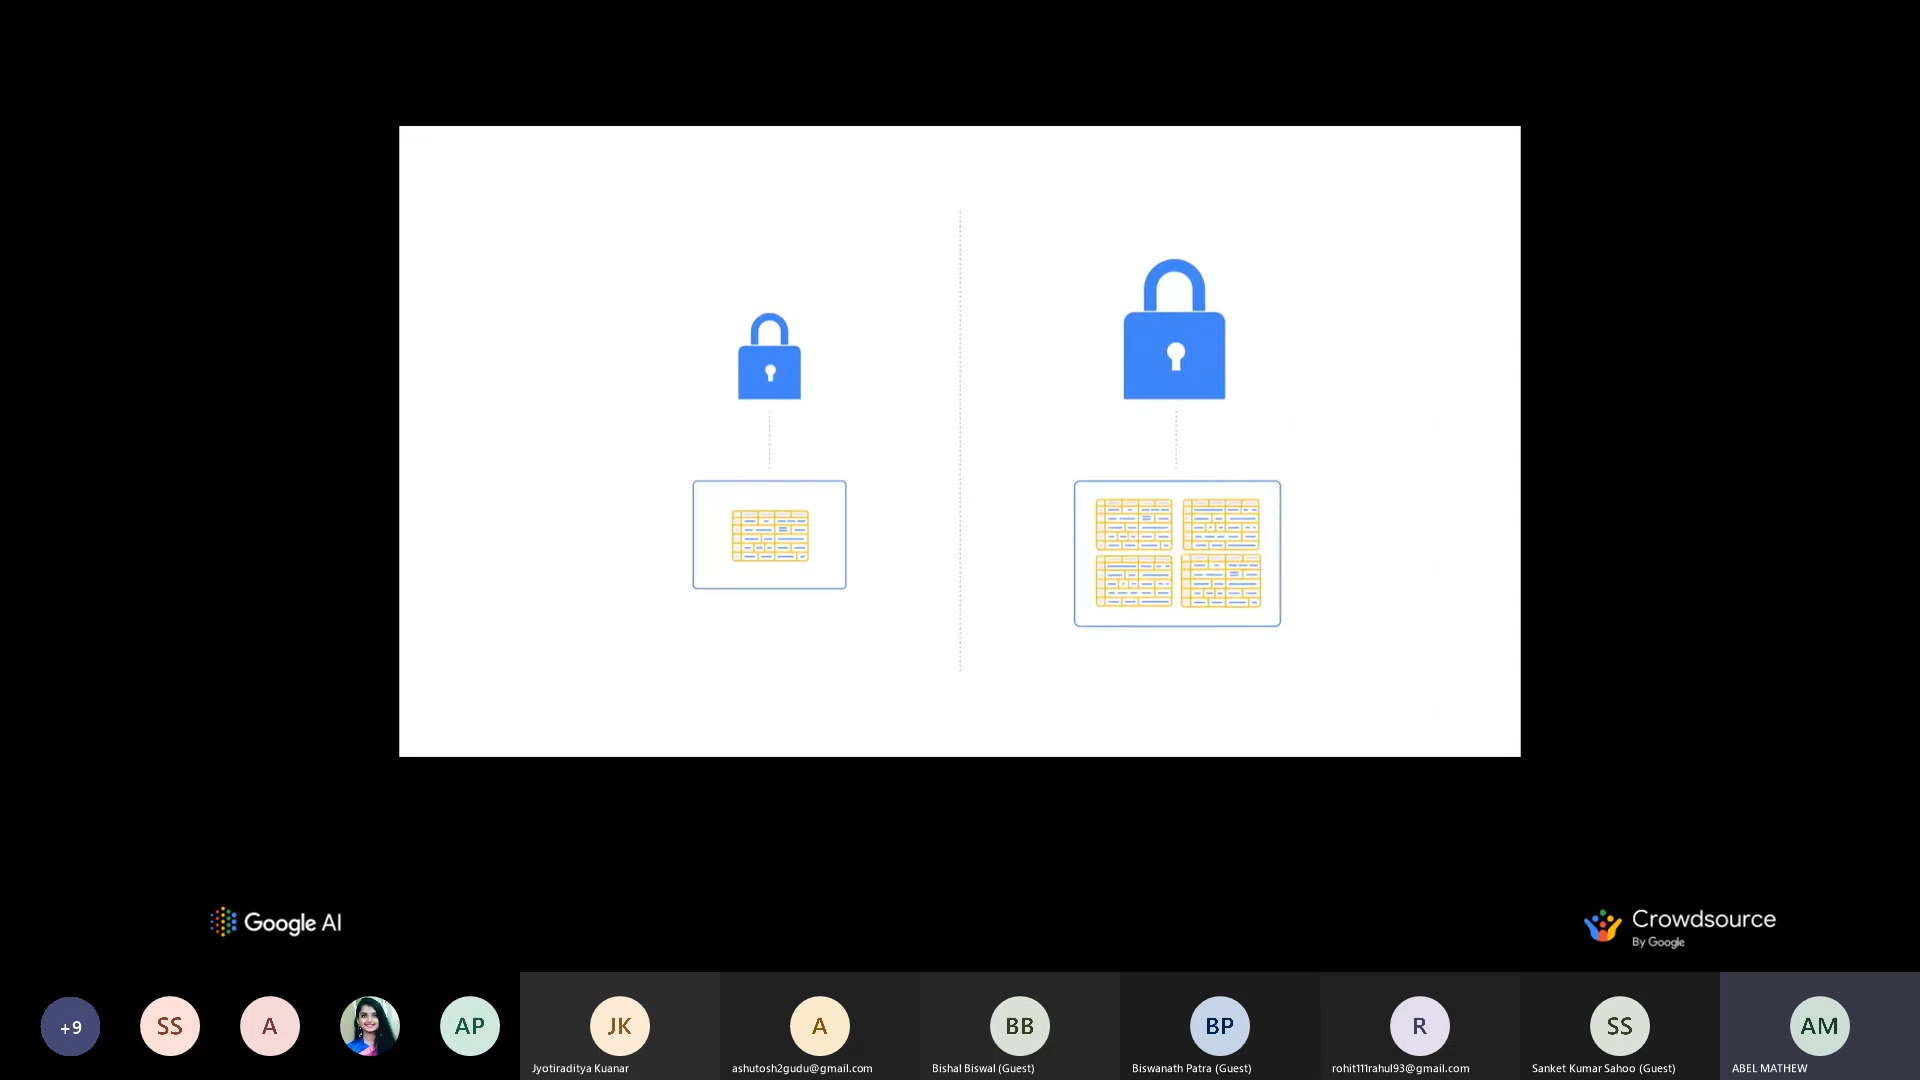 Google AI
Crowdsource
By Google
+9
SS
A
AP
JK
A
BB
BP
R
SS
AM
Jyotiraditya Kuanar
ashutosh2gudu@gmail.com
Bishal Biswal (Guest)
Biswanath Patra (Guest)
rohit111rahul93@gmail.com
Sanket Kumar Sahoo (Guest)
ABEL MATHEW